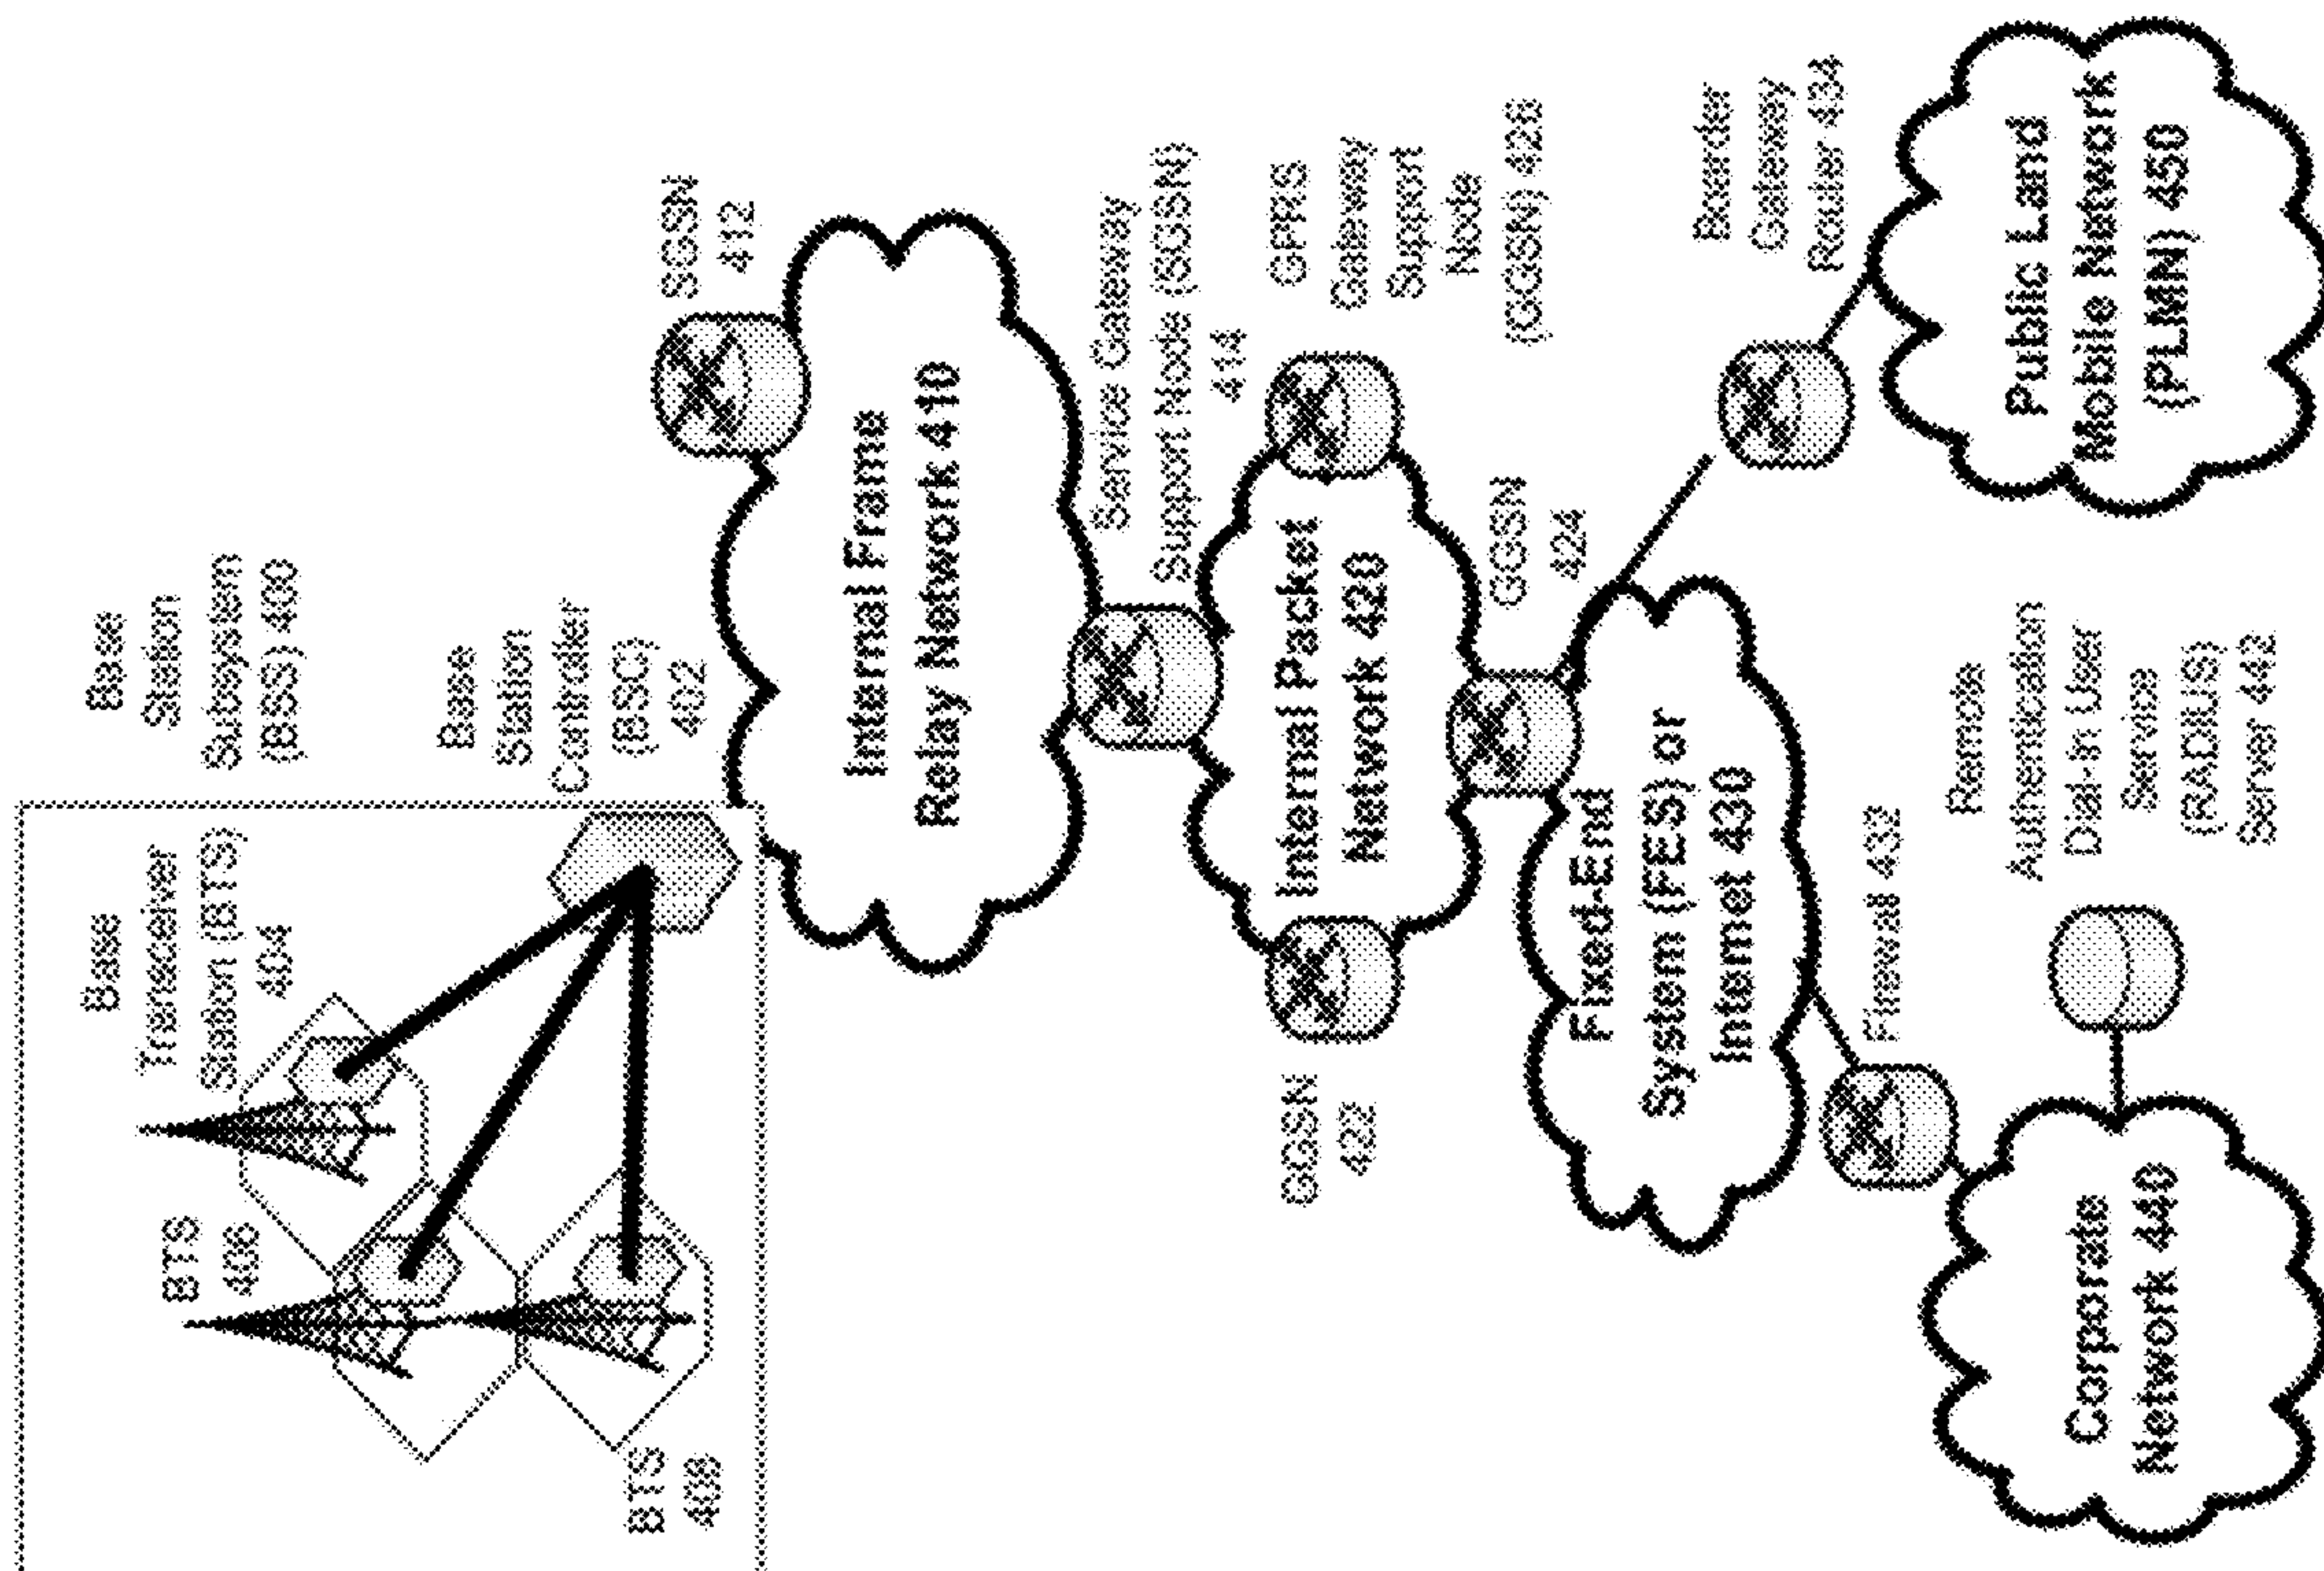 Base
Station
Subsystem
(BSS) 400
Base
Transceiver
Station (BTS)
404
BTS
406
BTS
408
Base
Station
Controller
(BSC)
402
SGSN
412
Internal Frame
Relay Network 410
Service Gateway
Support Node (SGSN)
414
GPRS
Gateway
Support
Node
(GGSN) 426
Internal Packet
Network 420
GGSN
422
GGSN
424
Fixed-End
System (FES) or
Internet 430
Boarder
Gateway
Router 434
Public Land
Mobile Network
(PLMN) 450
Firewall 432
Remote
Authentication
Dial-In User
Service
(RADIUS)
Server 442
Corporate
Network 440